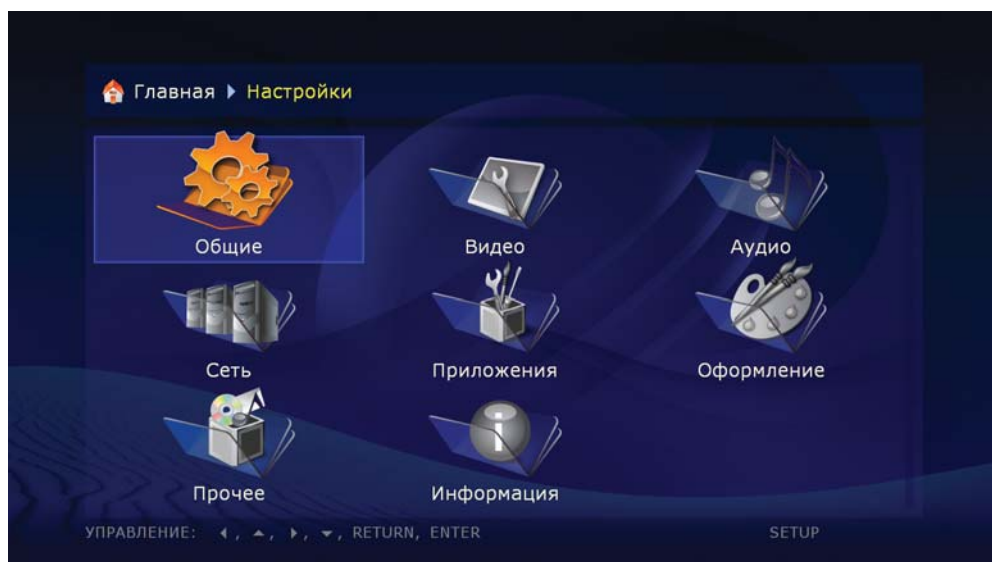 Главная Настройки
Общие Видео Аудио
Сеть Приложения Оформление
Прочее Информация
УПРАВЛЕНИЕ: ◀, ▲, ▶, ▼, RETURN, ENTER SETUP